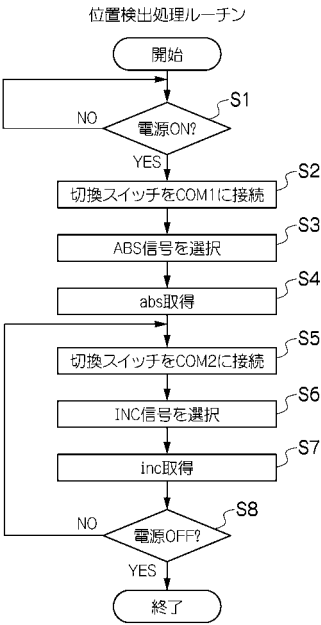 位置検出処理ルーチン
開始
S1
電源ON?
NO
YES
S2
切換スイッチをCOM1に接続
S3
ABS信号を選択
S4
abs取得
S5
切換スイッチをCOM2に接続
S6
INC信号を選択
S7
inc取得
S8
電源OFF?
NO
YES
終了